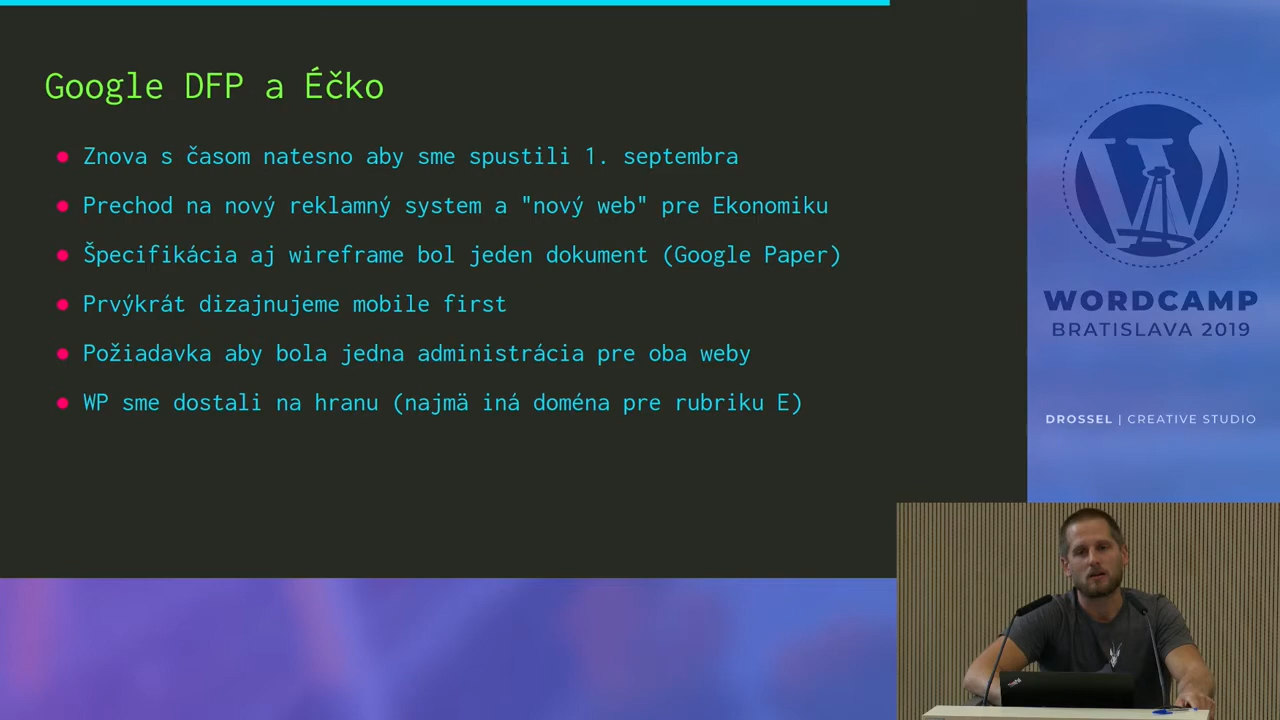 Google DFP a Éčko
Znova s časom natesno aby sme spustili 1. septembra
Prechod na nový reklamný system a "nový web" pre Ekonomiku
Špecifikácia aj wireframe bol jeden dokument (Google Paper)
Prvýkrát dizajnujeme mobile first
Požiadavka aby bola jedna administrácia pre oba weby
WP sme dostali na hranu (najmä iná doména pre rubriku E)
WORDCAMP
BRATISLAVA 2019
DROSSEL | CREATIVE STUDIO
ThinkPad